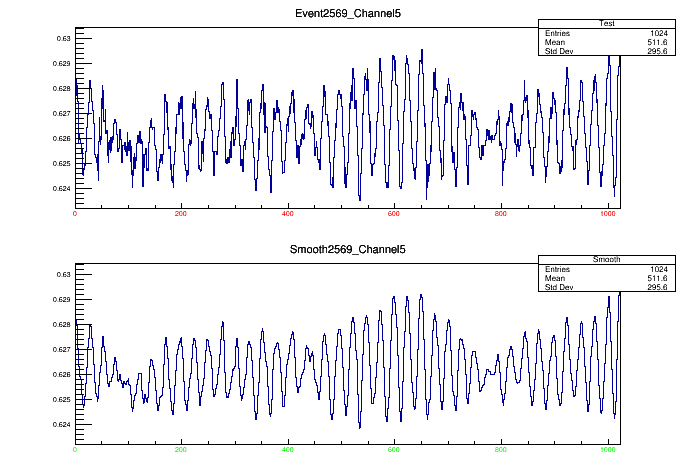 Event2569_Channel5
Test
Entries 1024
Mean 511.6
Std Dev 295.6
0.63
0.629
0.628
0.627
0.626
0.625
0.624
0 200 400 600 800 1000
Smooth2569_Channel5
Smooth
Entries 1024
Mean 511.6
Std Dev 295.6
0.63
0.629
0.628
0.627
0.626
0.625
0.624
0 200 400 600 800 1000